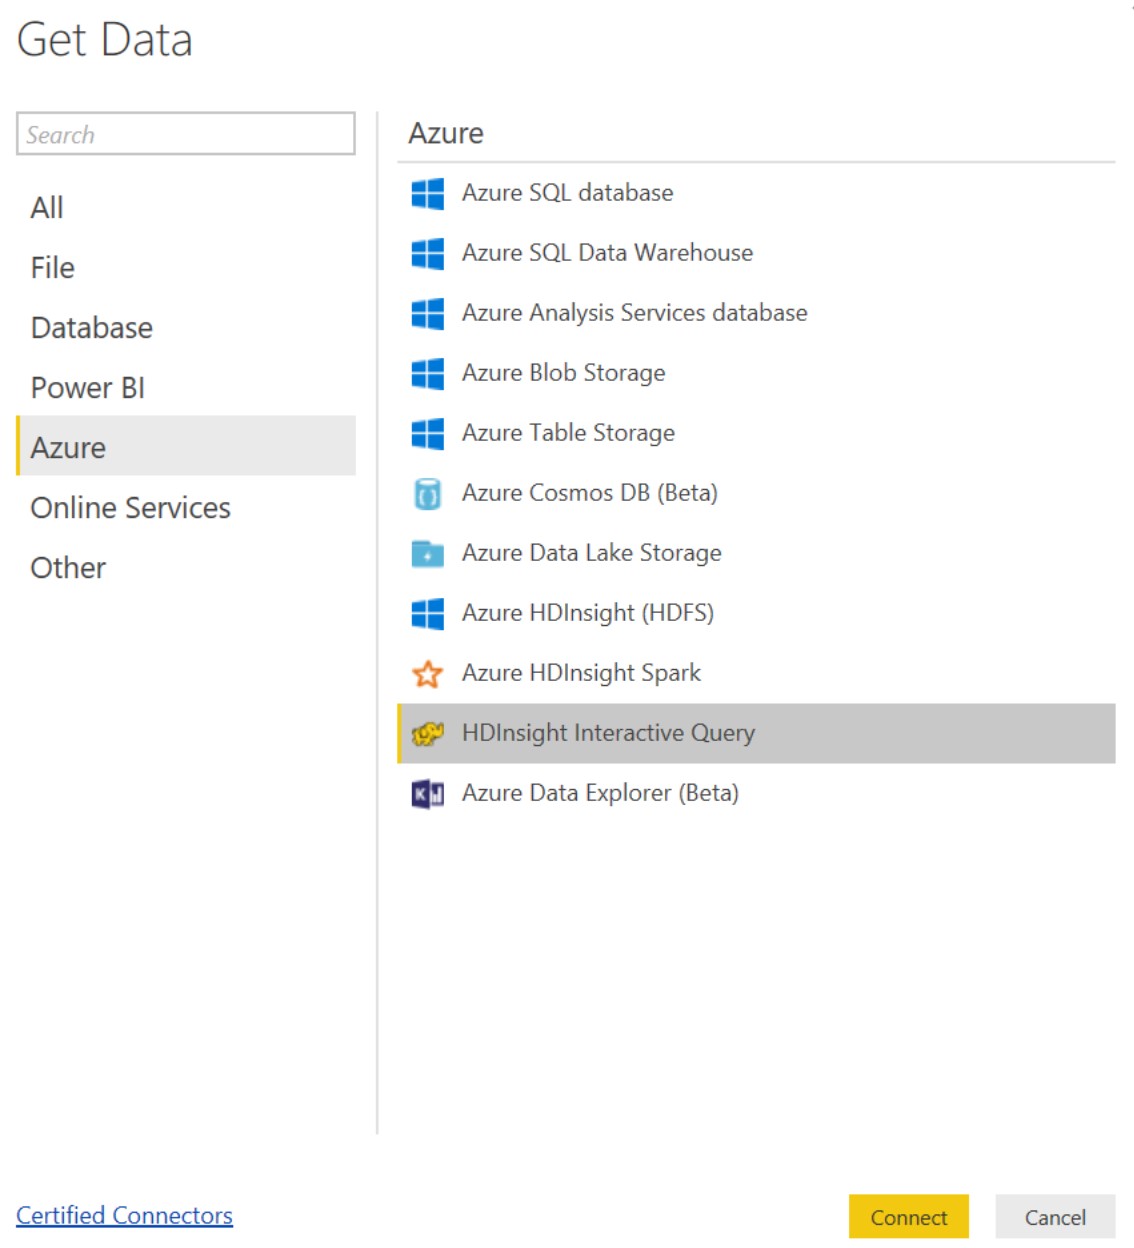 Get Data
Search
All
File
Database
Power BI
Azure
Online Services
Other
Azure
Azure SQL database
Azure SQL Data Warehouse
Azure Analysis Services database
Azure Blob Storage
Azure Table Storage
Azure Cosmos DB (Beta)
Azure Data Lake Storage
Azure HDInsight (HDFS)
Azure HDInsight Spark
HDInsight Interactive Query
Azure Data Explorer (Beta)
Certified Connectors
Connect
Cancel